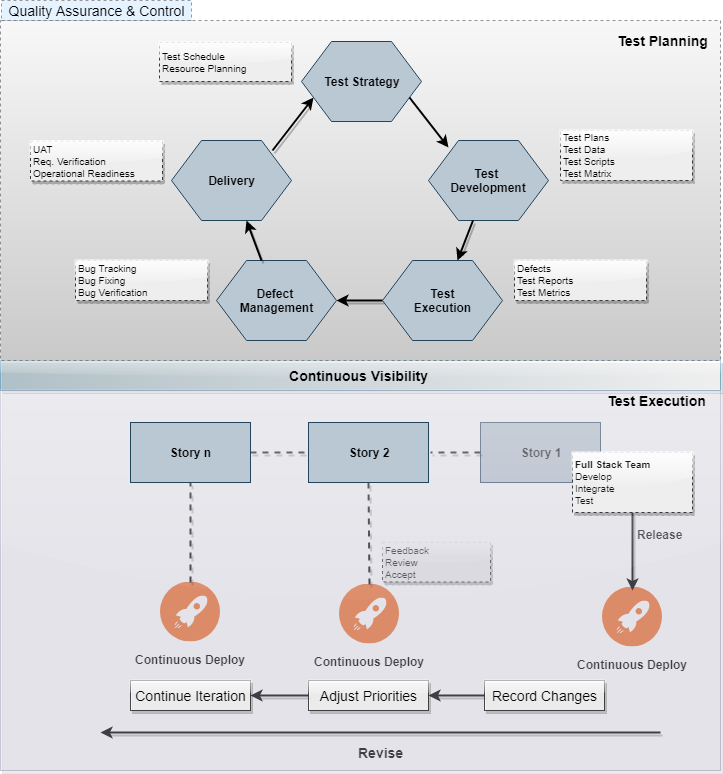 Quality Assurance & Control
Test Planning
Test Schedule
Resource Planning
Test Strategy
UAT
Req. Verification
Operational Readiness
Delivery
Test
Development
Test Plans
Test Data
Test Scripts
Test Matrix
Bug Tracking
Bug Fixing
Bug Verification
Defect
Management
Test
Execution
Defects
Test Reports
Test Metrics
Continuous Visibility
Test Execution
Story n
Story 2
Story 1
Full Stack Team
Develop
Integrate
Test
Release
Feedback
Review
Accept
Continuous Deploy
Continuous Deploy
Continuous Deploy
Continue Iteration
Adjust Priorities
Record Changes
Revise